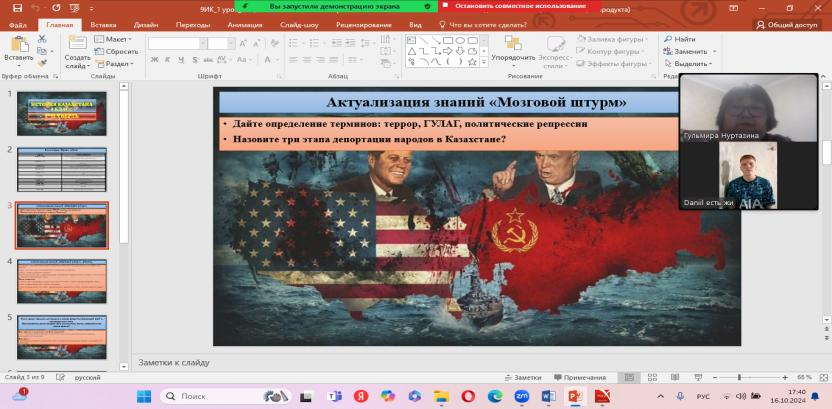 9ИК_1 уро
Вы запустили демонстрацию экрана
Остановить совместное использование
родукта)
Файл
Главная
Вставка
Дизайн
Переходы
Анимация
Слайд-шоу
Рецензирование
Вид
Что вы хотите сделать?
Общий доступ
Вставить
Создать слайд
Макет
Сбросить
Раздел
Упорядочить
Экспресс-стили
Заливка фигуры
Контур фигуры
Эффекты фигуры
Найти
Заменить
Выделить
Буфер обмена
Слайды
Шрифт
Абзац
Рисование
1
2
3
4
5
Актуализация знаний «Мозговой штурм»
• Дайте определение терминов: террор, ГУЛАГ, политические репрессии
• Назовите три этапа депортации народов в Казахстане?
Гульмира Нуртазина
Daniil есть жи
Заметки к слайду
Слайд 3 из 9
русский
Заметки
Примечания
68 %
Поиск
РУС
17:40
16.10.2024